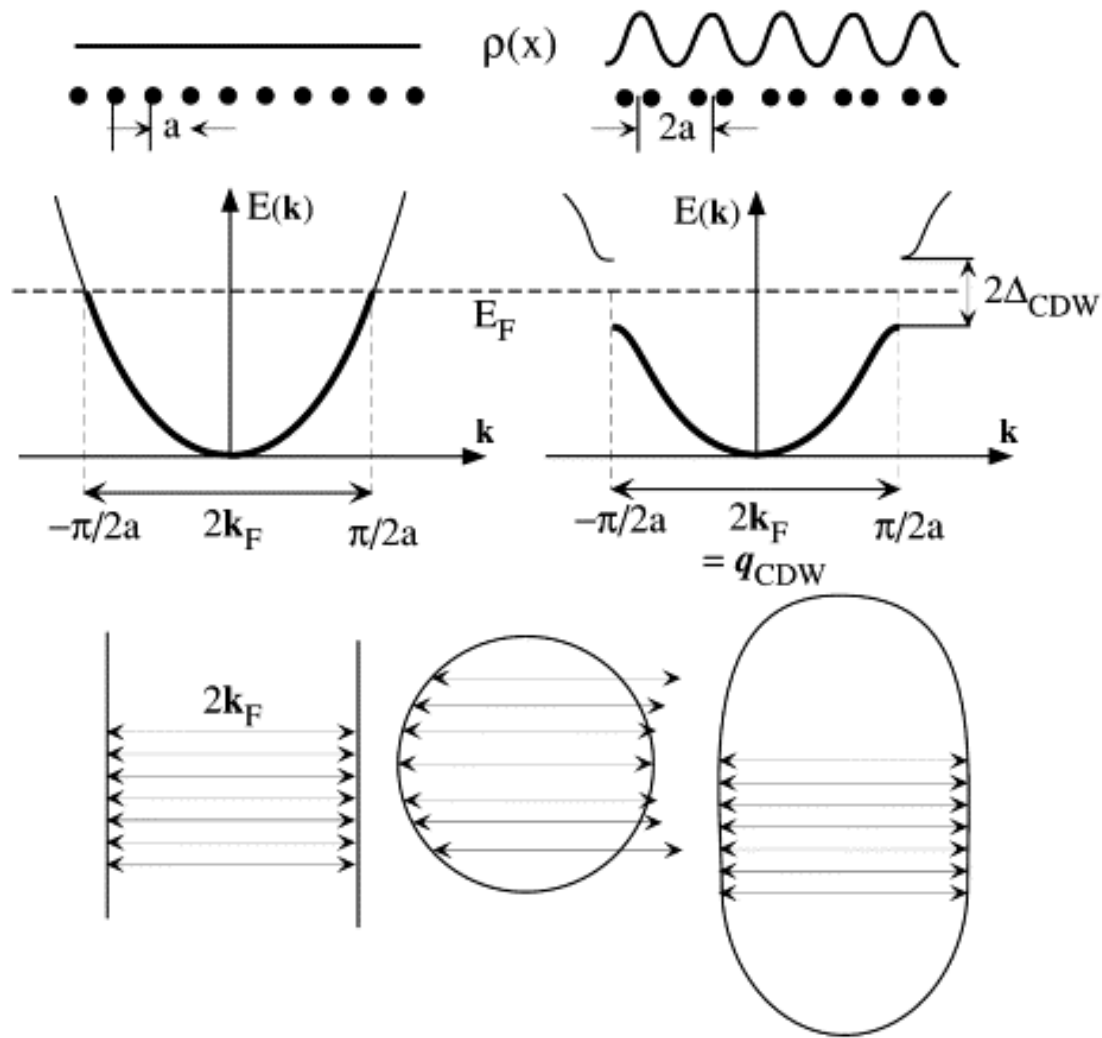 ρ(x)
a
2a
E(k)
E(k)
2Δ_CDW
E_F
k
k
−π/2a
2k_F
π/2a
−π/2a
2k_F
π/2a
= q_CDW
2k_F